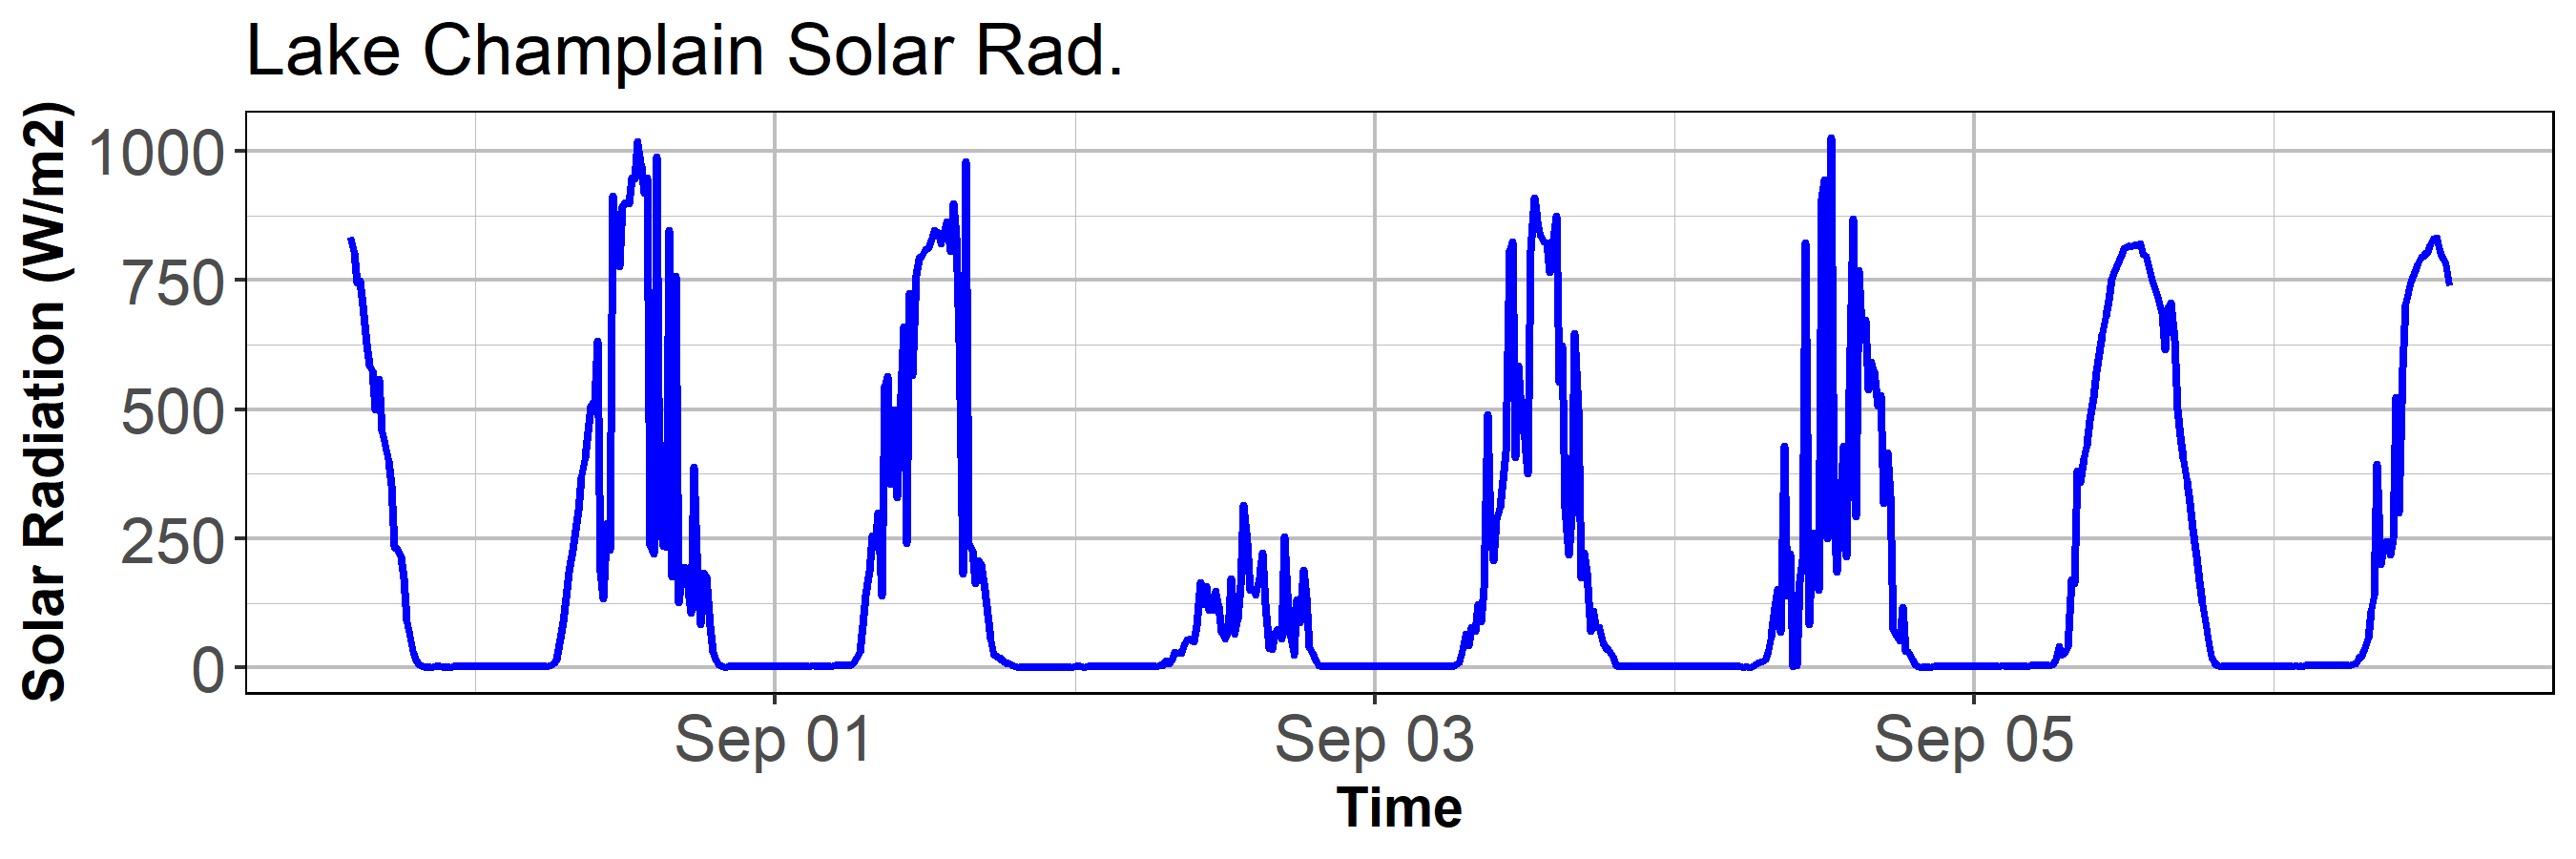 Lake Champlain Solar Rad.
Solar Radiation (W/m2)
1000
750
500
250
0
Sep 01
Sep 03
Sep 05
Time